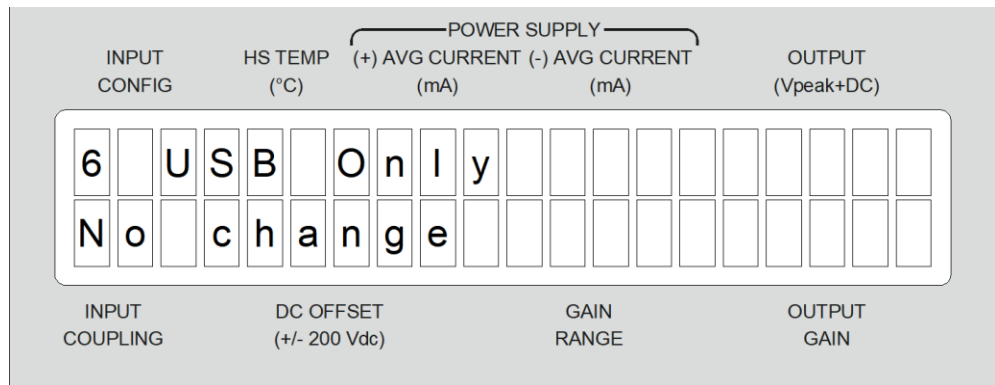 POWER SUPPLY
INPUT CONFIG
HS TEMP (°C)
(+) AVG CURRENT (mA)
(-) AVG CURRENT (mA)
OUTPUT (Vpeak+DC)
6 USB Only
No change
INPUT COUPLING
DC OFFSET (+/- 200 Vdc)
GAIN RANGE
OUTPUT GAIN